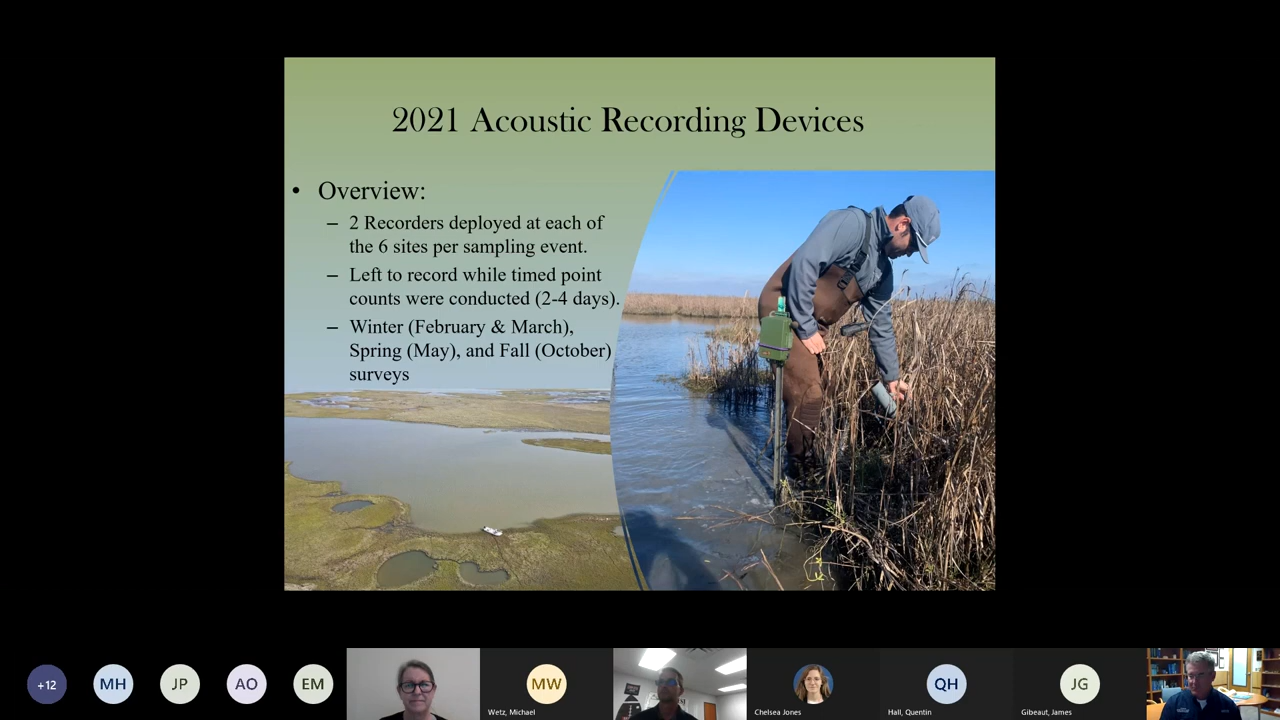 2021 Acoustic Recording Devices
• Overview:
– 2 Recorders deployed at each of
the 6 sites per sampling event.
– Left to record while timed point
counts were conducted (2-4 days).
– Winter (February & March),
Spring (May), and Fall (October)
surveys
+12
MH
JP
AO
EM
MW
QH
JG
Wetz, Michael
Chelsea Jones
Hall, Quentin
Gibeaut, James